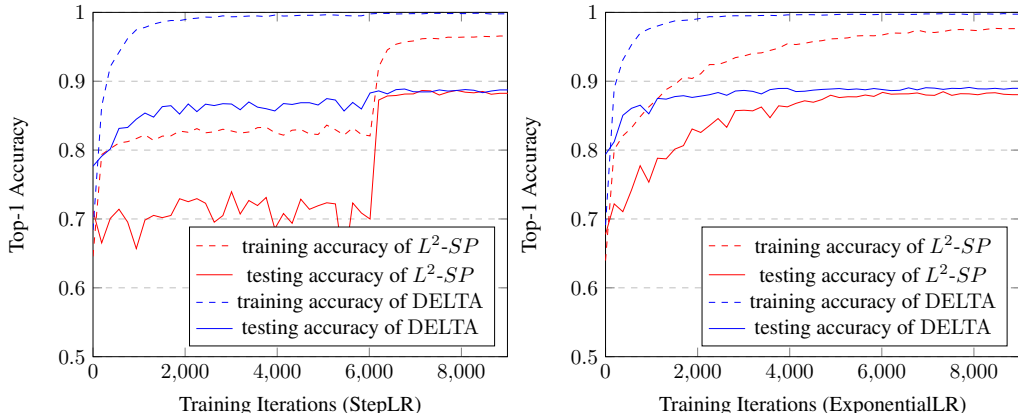 1
0.9
0.8
0.7
0.6
0.5
Top-1 Accuracy
training accuracy of L²-SP
testing accuracy of L²-SP
training accuracy of DELTA
testing accuracy of DELTA
0
2,000
4,000
6,000
8,000
Training Iterations (StepLR)
1
0.9
0.8
0.7
0.6
0.5
Top-1 Accuracy
training accuracy of L²-SP
testing accuracy of L²-SP
training accuracy of DELTA
testing accuracy of DELTA
0
2,000
4,000
6,000
8,000
Training Iterations (ExponentialLR)